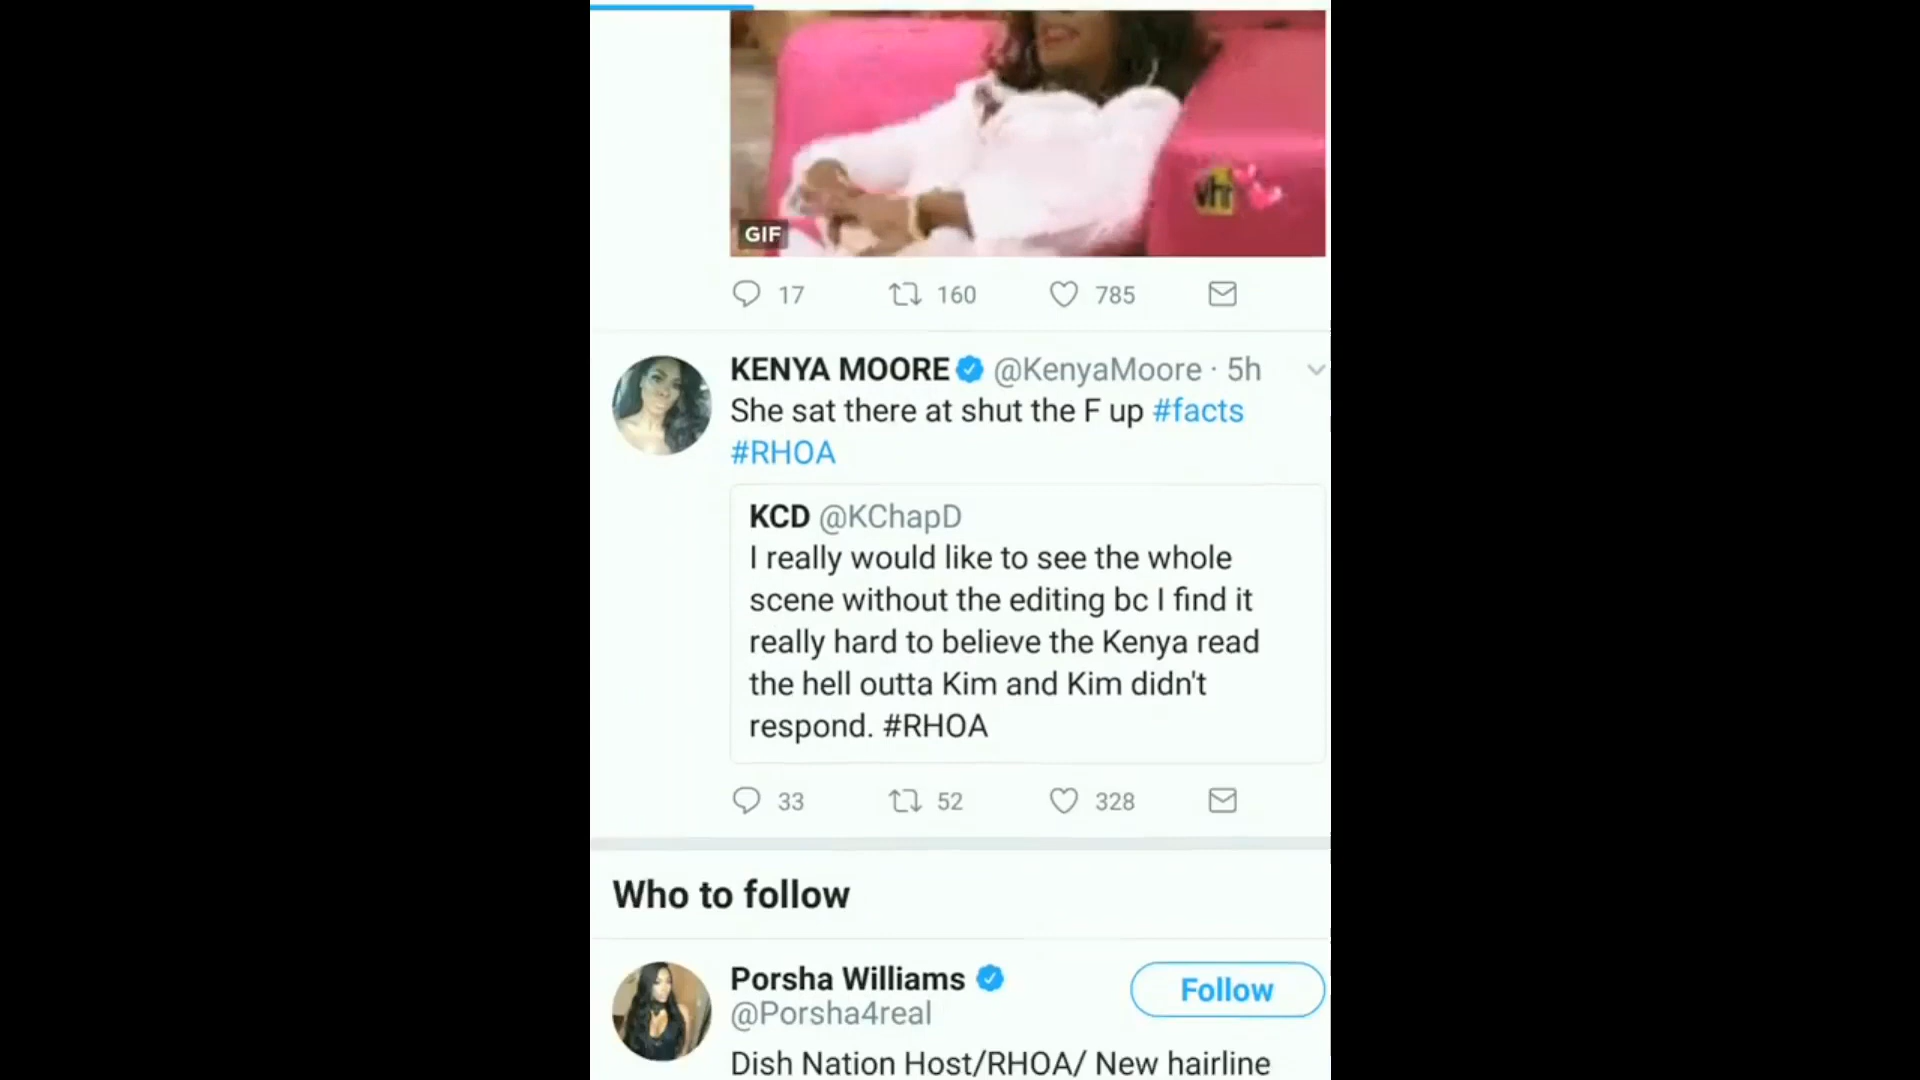 vh1
GIF
17 160 785
KENYA MOORE @KenyaMoore · 5h
She sat there at shut the F up #facts
#RHOA
KCD @KChapD
I really would like to see the whole
scene without the editing bc I find it
really hard to believe the Kenya read
the hell outta Kim and Kim didn't
respond. #RHOA
33 52 328
Who to follow
Porsha Williams
@Porsha4real
Follow
Dish Nation Host/RHOA/ New hairline